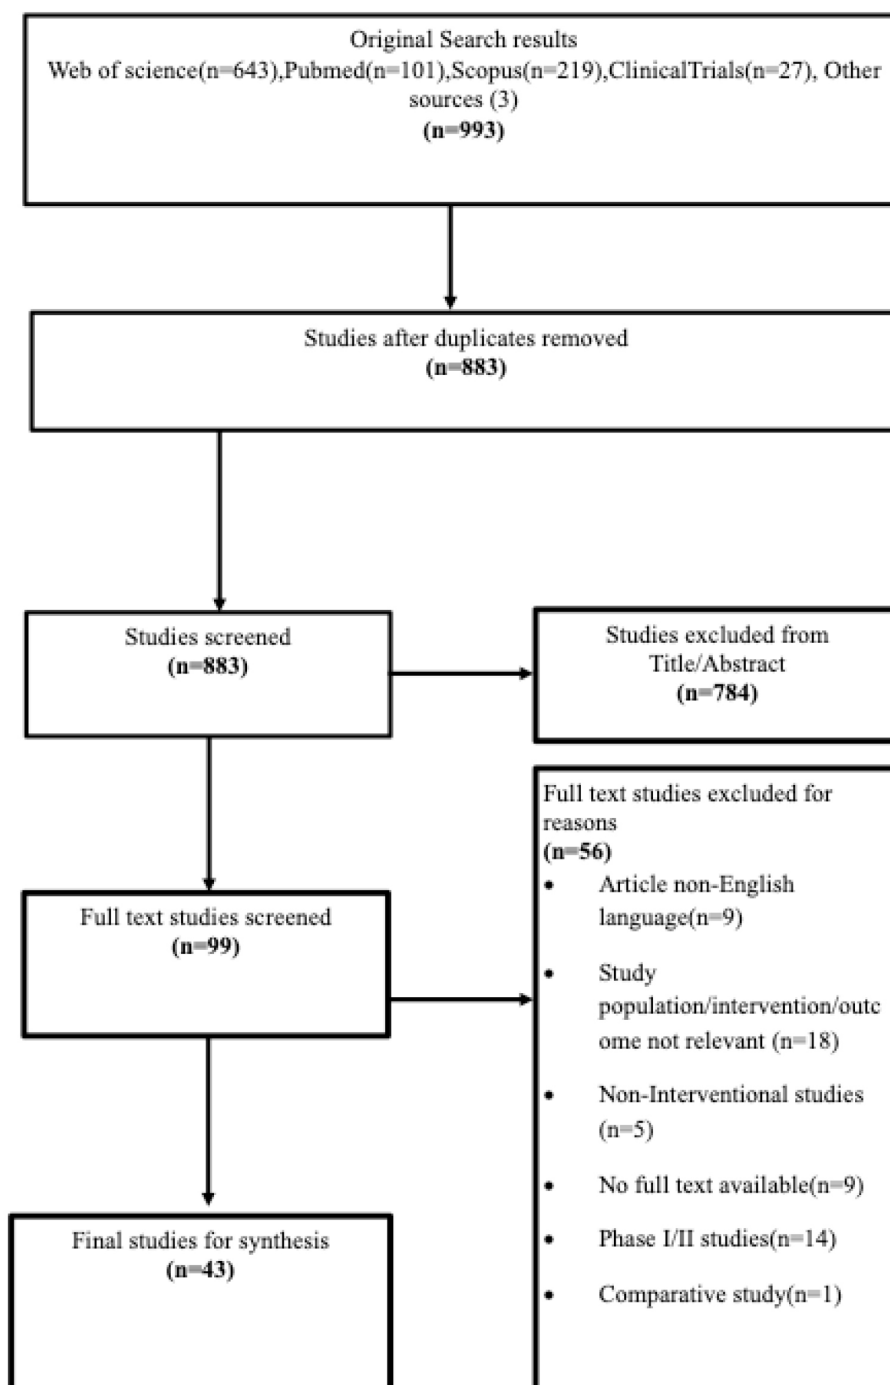 Original Search results
Web of science(n=643),Pubmed(n=101),Scopus(n=219),ClinicalTrials(n=27), Other
sources (3)
(n=993)
Studies after duplicates removed
(n=883)
Studies screened
(n=883)
Studies excluded from
Title/Abstract
(n=784)
Full text studies screened
(n=99)
Full text studies excluded for
reasons
(n=56)
• Article non-English
language(n=9)
• Study
population/intervention/outc
ome not relevant (n=18)
• Non-Interventional studies
(n=5)
• No full text available(n=9)
• Phase I/II studies(n=14)
• Comparative study(n=1)
Final studies for synthesis
(n=43)